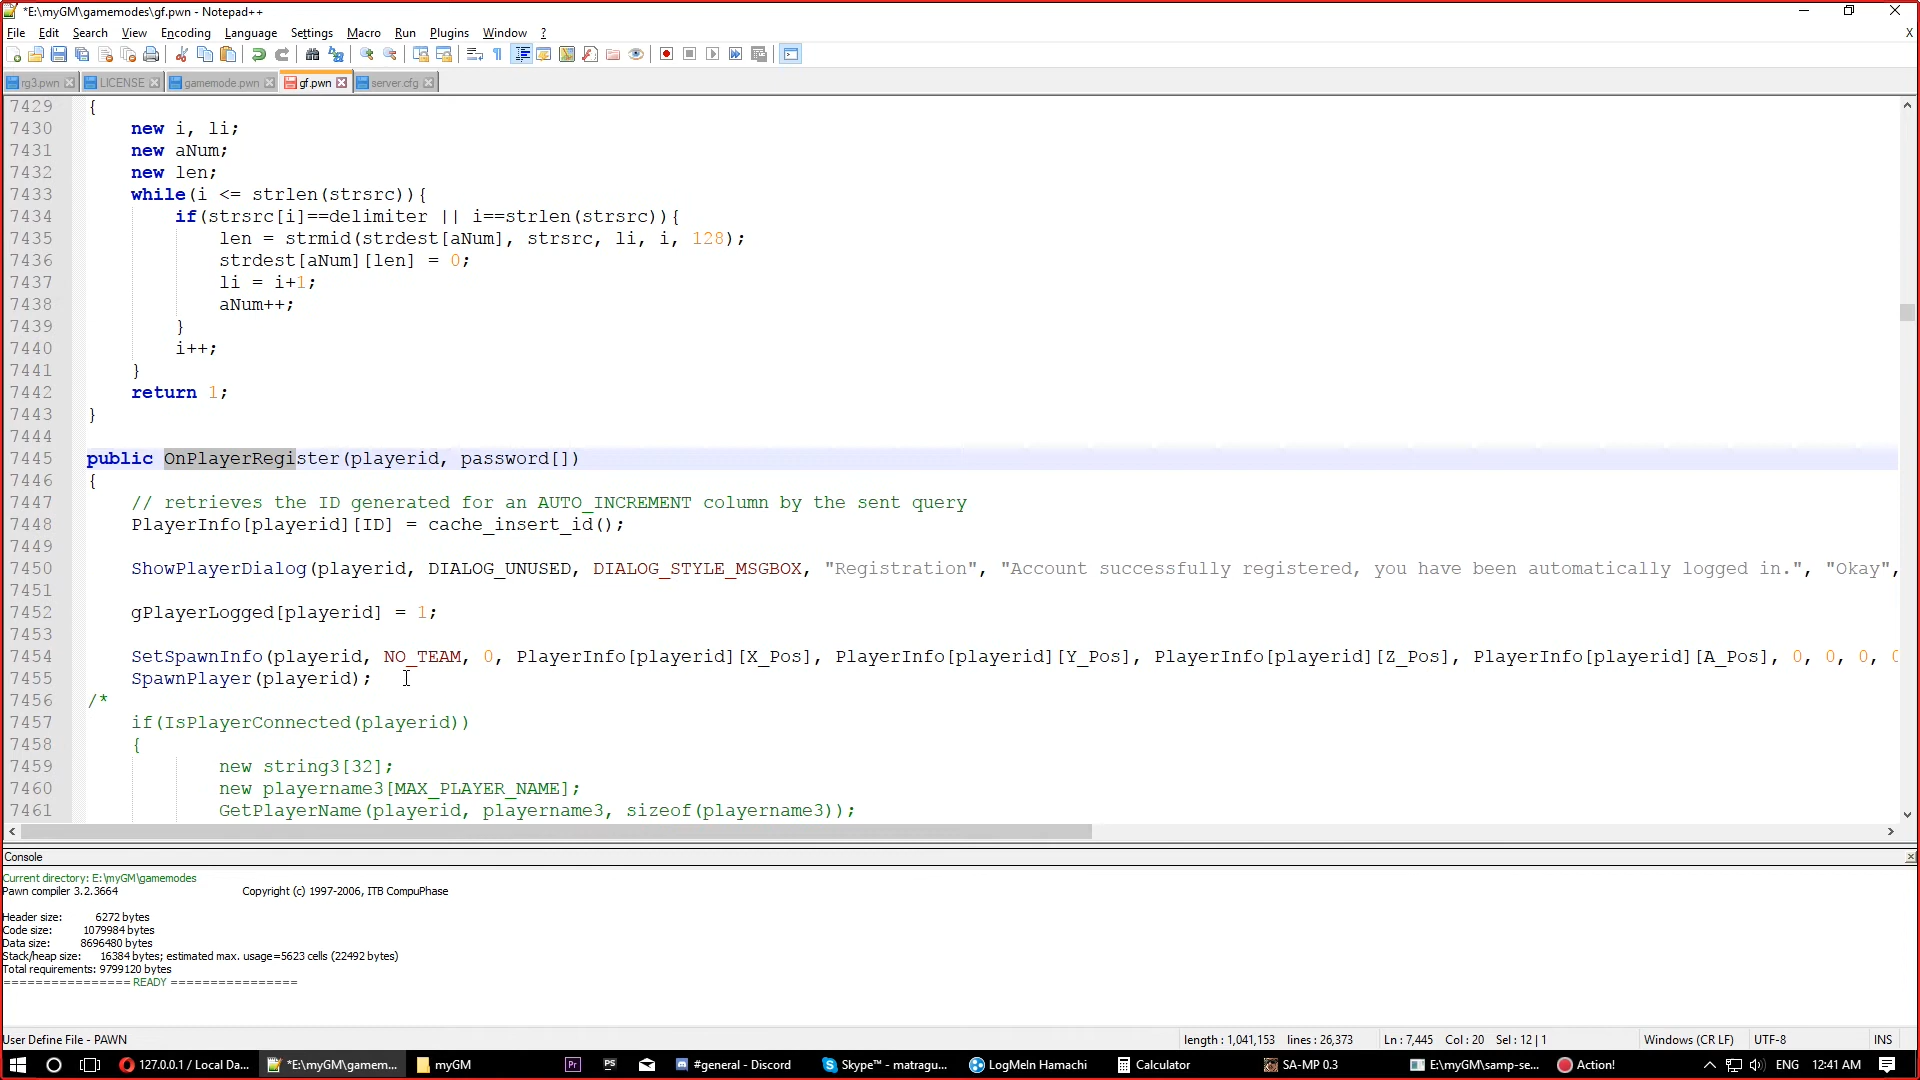 *E:\myGM\gamemodes\gf.pwn - Notepad++
File Edit Search View Encoding Language Settings Macro Run Plugins Window ? X
rg3.pwn LICENSE gamemode.pwn gf.pwn server.cfg
7429 {
7430 new i, li;
7431 new aNum;
7432 new len;
7433 while(i <= strlen(strsrc)){
7434 if(strsrc[i]==delimiter || i==strlen(strsrc)){
7435 len = strmid(strdest[aNum], strsrc, li, i, 128);
7436 strdest[aNum][len] = 0;
7437 li = i+1;
7438 aNum++;
7439 }
7440 i++;
7441 }
7442 return 1;
7443 }
7444
7445 public OnPlayerRegister(playerid, password[])
7446 {
7447 // retrieves the ID generated for an AUTO_INCREMENT column by the sent query
7448 PlayerInfo[playerid][ID] = cache_insert_id();
7449
7450 ShowPlayerDialog(playerid, DIALOG_UNUSED, DIALOG_STYLE_MSGBOX, "Registration", "Account successfully registered, you have been automatically logged in.", "Okay",
7451
7452 gPlayerLogged[playerid] = 1;
7453
7454 SetSpawnInfo(playerid, NO_TEAM, 0, PlayerInfo[playerid][X_Pos], PlayerInfo[playerid][Y_Pos], PlayerInfo[playerid][Z_Pos], PlayerInfo[playerid][A_Pos], 0, 0, 0, 0
7455 SpawnPlayer(playerid);
7456 /*
7457 if(IsPlayerConnected(playerid))
7458 {
7459 new string3[32];
7460 new playername3[MAX_PLAYER_NAME];
7461 GetPlayerName(playerid, playername3, sizeof(playername3));
Console
Current directory: E:\myGM\gamemodes
Pawn compiler 3.2.3664 Copyright (c) 1997-2006, ITB CompuPhase
Header size: 6272 bytes
Code size: 1079984 bytes
Data size: 8696480 bytes
Stack/heap size: 16384 bytes; estimated max. usage=5623 cells (22492 bytes)
Total requirements: 9799120 bytes
================ READY ================
User Define File - PAWN length : 1,041,153 lines : 26,373 Ln : 7,445 Col : 20 Sel : 12 | 1 Windows (CR LF) UTF-8 INS
127.0.0.1 / Local Da... *E:\myGM\gamem... myGM Pr PS #general - Discord Skype™ - matragu... LogMeIn Hamachi Calculator SA-MP 0.3 E:\myGM\samp-se... Action! ENG 12:41 AM